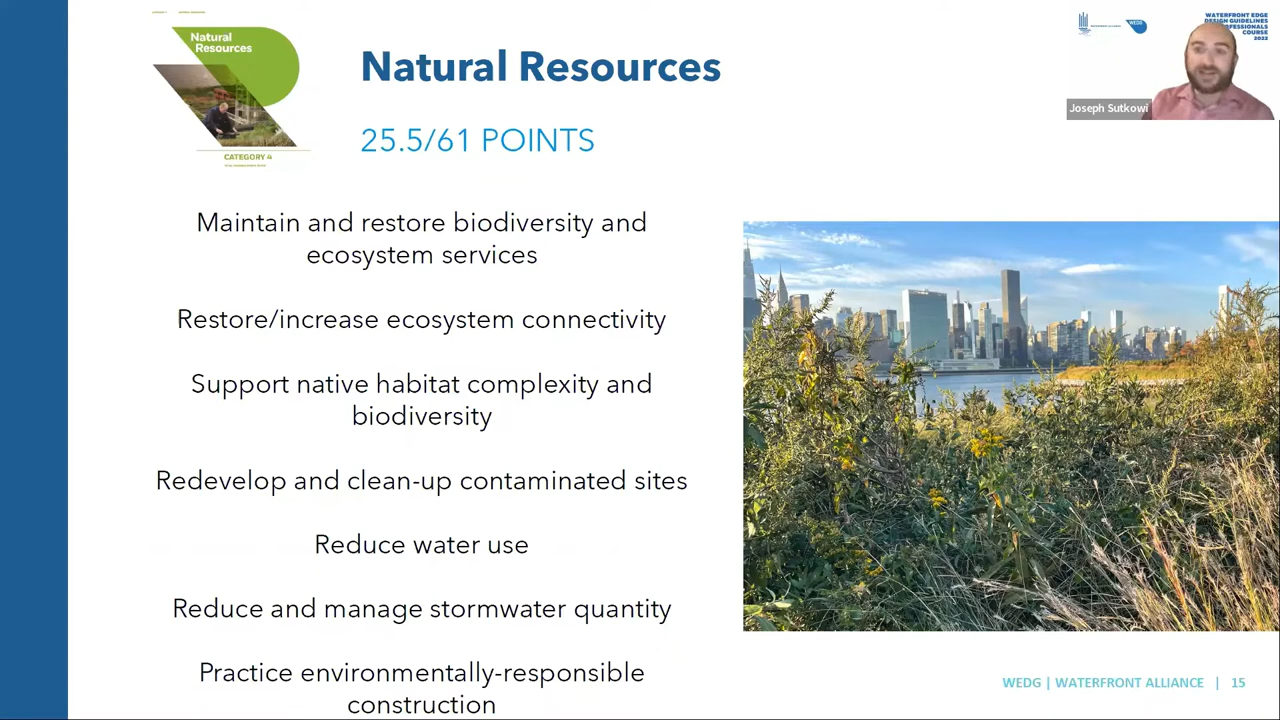 Natural
Resources
CATEGORY 4
Natural Resources
25.5/61 POINTS
Maintain and restore biodiversity and
ecosystem services
Restore/increase ecosystem connectivity
Support native habitat complexity and
biodiversity
Redevelop and clean-up contaminated sites
Reduce water use
Reduce and manage stormwater quantity
Practice environmentally-responsible
construction
WEDG
WATERFRONT EDGE
DESIGN GUIDELINES
COURSE
2022
Joseph Sutkowi
WEDG | WATERFRONT ALLIANCE | 15